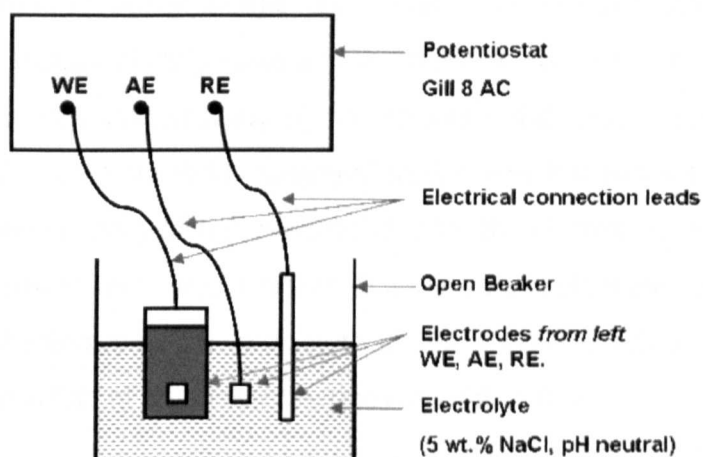 WE AE RE
Potentiostat
Gill 8 AC
Electrical connection leads
Open Beaker
Electrodes from left
WE, AE, RE.
Electrolyte
(5 wt.% NaCl, pH neutral)